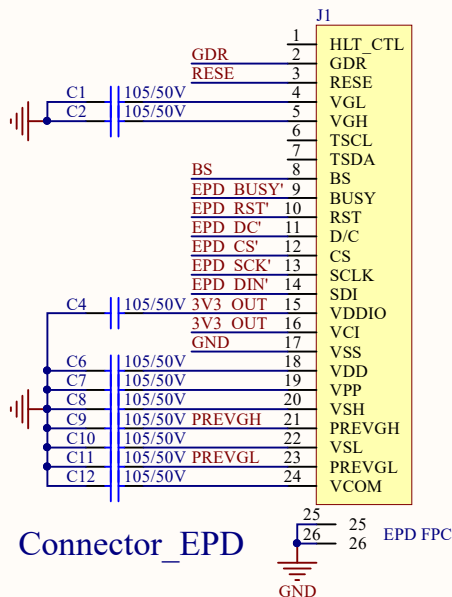 J1
1 HLT_CTL
GDR 2 GDR
RESE 3 RESE
C1 105/50V 4 VGL
C2 105/50V 5 VGH
6 TSCL
7 TSDA
BS 8 BS
EPD BUSY' 9 BUSY
EPD RST' 10 RST
EPD DC' 11 D/C
EPD CS' 12 CS
EPD SCK' 13 SCLK
EPD DIN' 14 SDI
C4 105/50V 3V3 OUT 15 VDDIO
3V3 OUT 16 VCI
GND 17 VSS
C6 105/50V 18 VDD
C7 105/50V 19 VPP
C8 105/50V 20 VSH
C9 105/50V PREVGH 21 PREVGH
C10 105/50V 22 VSL
C11 105/50V PREVGL 23 PREVGL
C12 105/50V 24 VCOM
25 25
26 26
EPD FPC
Connector_EPD
GND